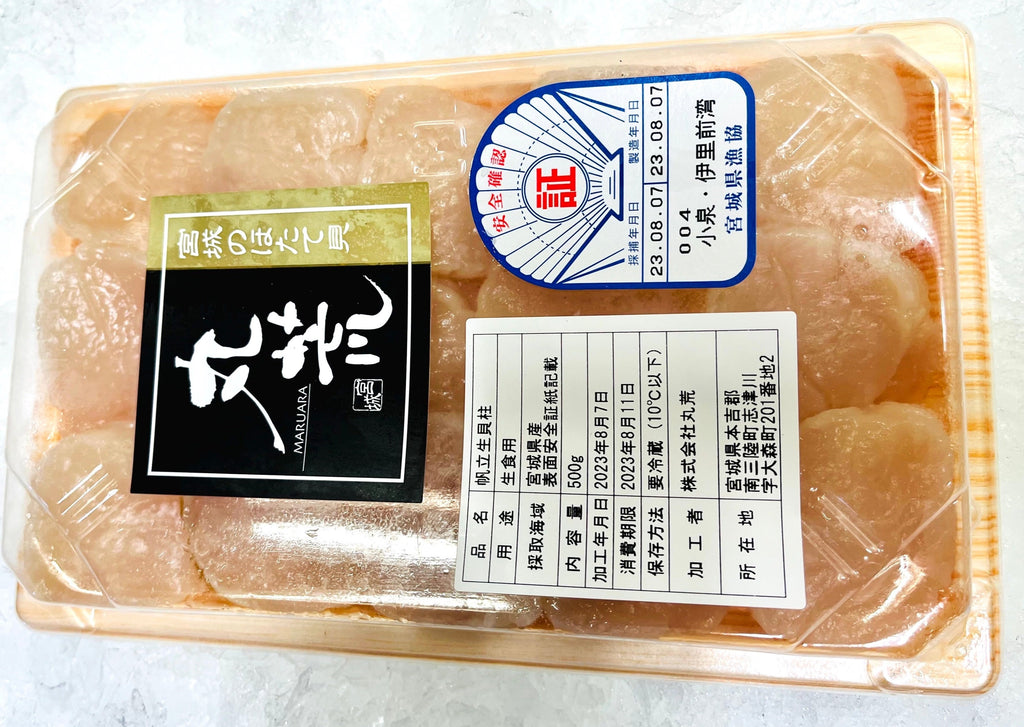 宮城のほたて貝
丸荒
MARUARA
宮城
安全確認
証
採捕年月日 製造年月日
23.08.07 23.08.07
004
小泉・伊里前湾
宮城県漁協
品名 帆立生貝柱
用途 生食用
採取海域 宮城県産
表面安全証紙記載
内容量 500g
加工年月日 2023年8月7日
消費期限 2023年8月11日
保存方法 要冷蔵（10℃以下）
加工者 株式会社丸荒
所在地 宮城県本吉郡
南三陸町志津川
字大森町201番地2